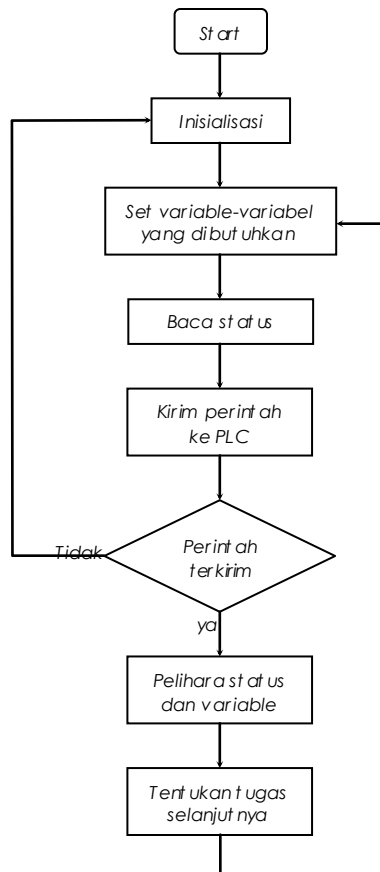 Start
Inisialisasi
Set variable-variabel
yang dibutuhkan
Baca status
Kirim perintah
ke PLC
Perintah
terkirim
Tidak
ya
Pelihara status
dan variable
Tentukan tugas
selanjutnya